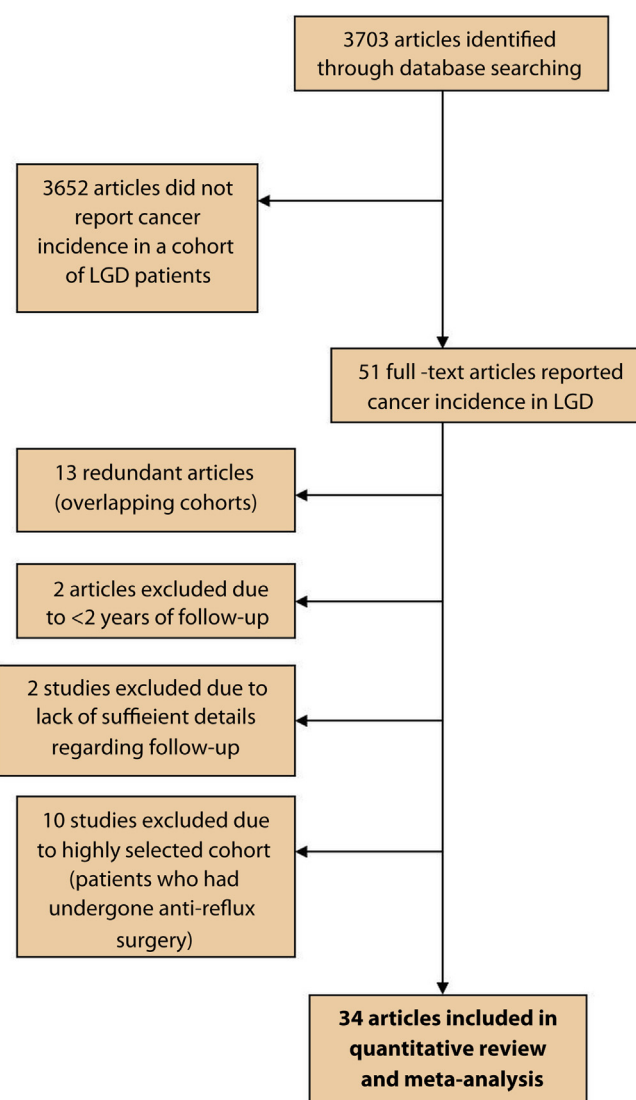 3703 articles identified
through database searching
3652 articles did not
report cancer
incidence in a cohort
of LGD patients
51 full -text articles reported
cancer incidence in LGD
13 redundant articles
(overlapping cohorts)
2 articles excluded due
to <2 years of follow-up
2 studies excluded due to
lack of suffieient details
regarding follow-up
10 studies excluded due
to highly selected cohort
(patients who had
undergone anti-reflux
surgery)
34 articles included in
quantitative review
and meta-analysis